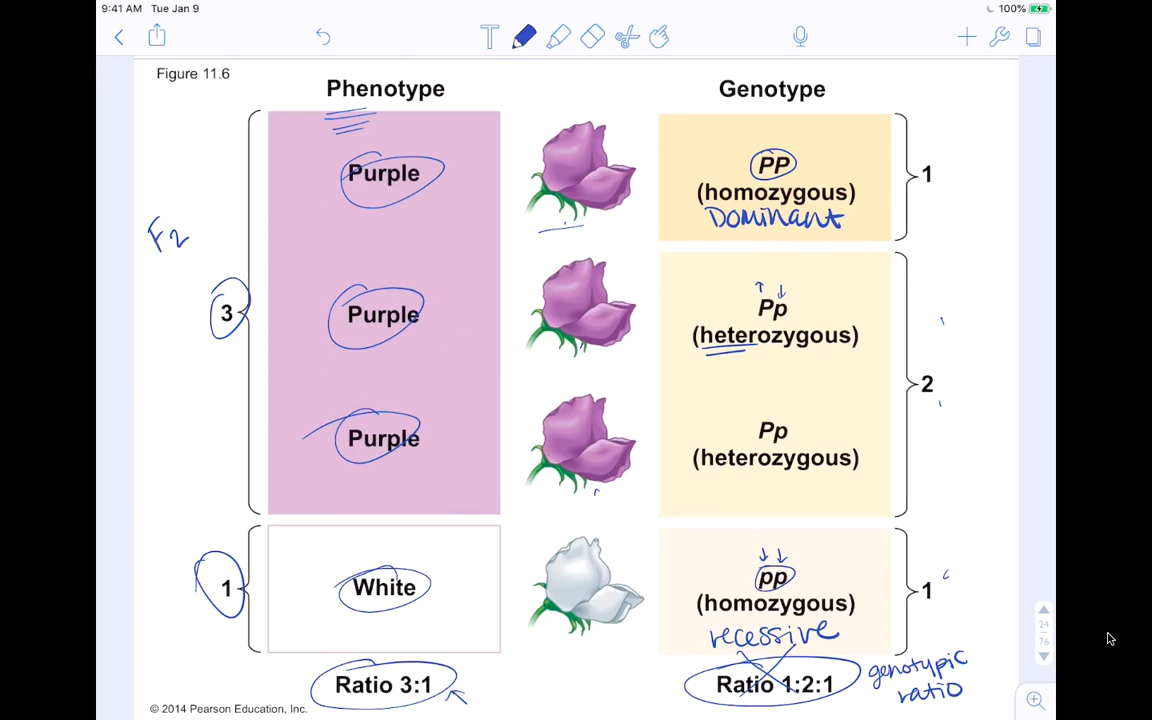 9:41 AM Tue Jan 9
100%
T
Figure 11.6
Phenotype
Genotype
Purple
PP
(homozygous)
Dominant
1
F2
3
Purple
Pp
(heterozygous)
2
Purple
Pp
(heterozygous)
1
White
pp
(homozygous)
recessive
1
24
76
Ratio 3:1
Ratio 1:2:1
genotypic
ratio
© 2014 Pearson Education, Inc.